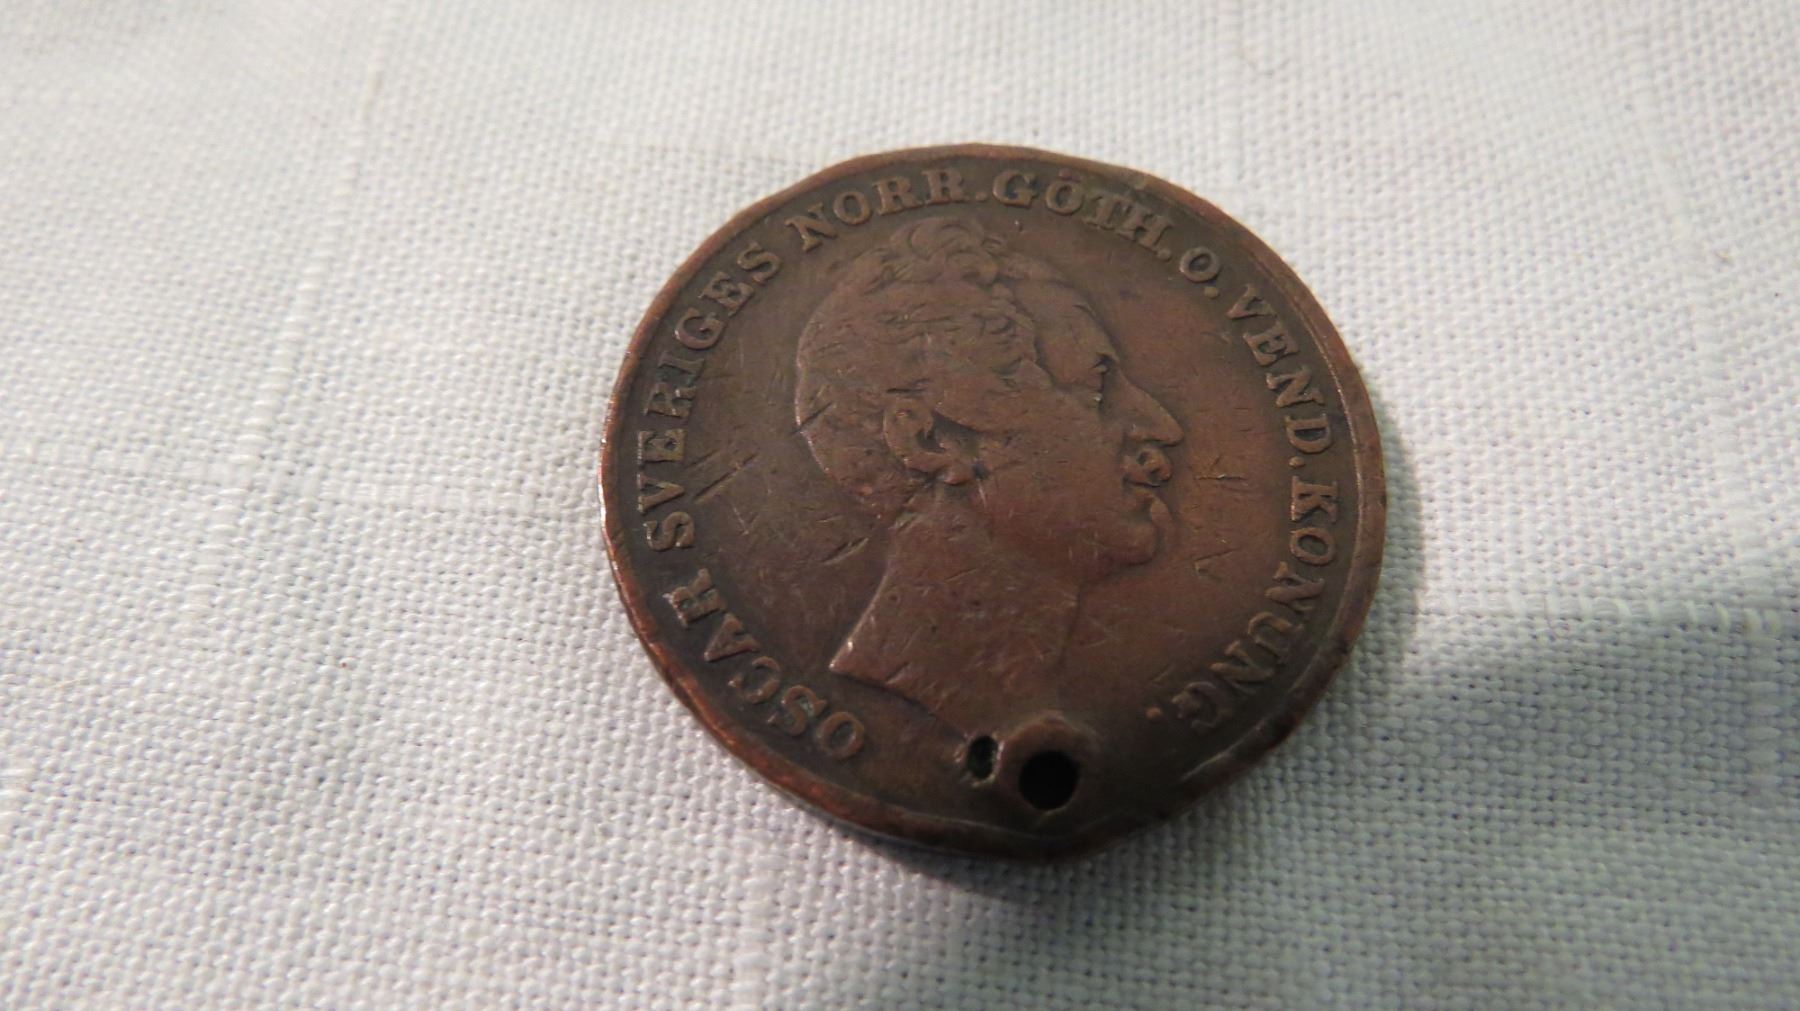 OSCAR SVERIGES NORR. GÖTH. O. VEND. KONUNG.